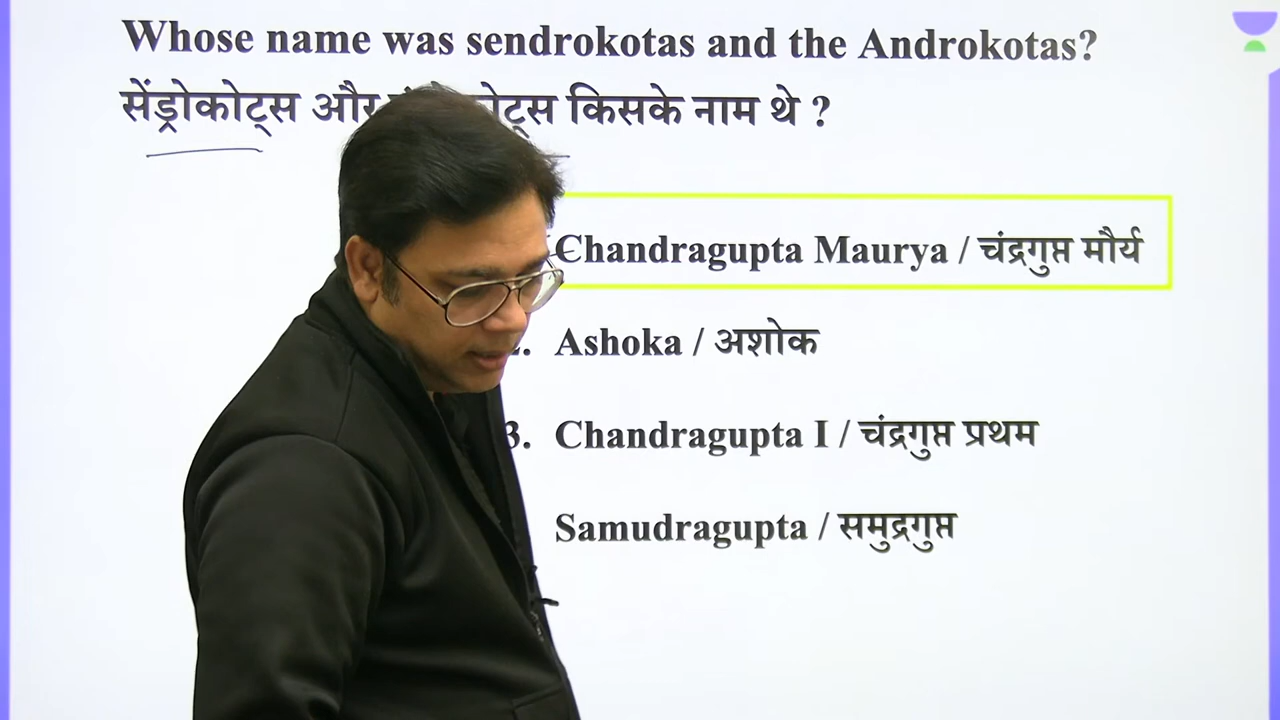 Whose name was sendrokotas and the Androkotas?
सेंड्रोकोट्स और किसके नाम थे ?
Chandragupta Maurya / चंद्रगुप्त मौर्य
2. Ashoka / अशोक
3. Chandragupta I / चंद्रगुप्त प्रथम
Samudragupta / समुद्रगुप्त